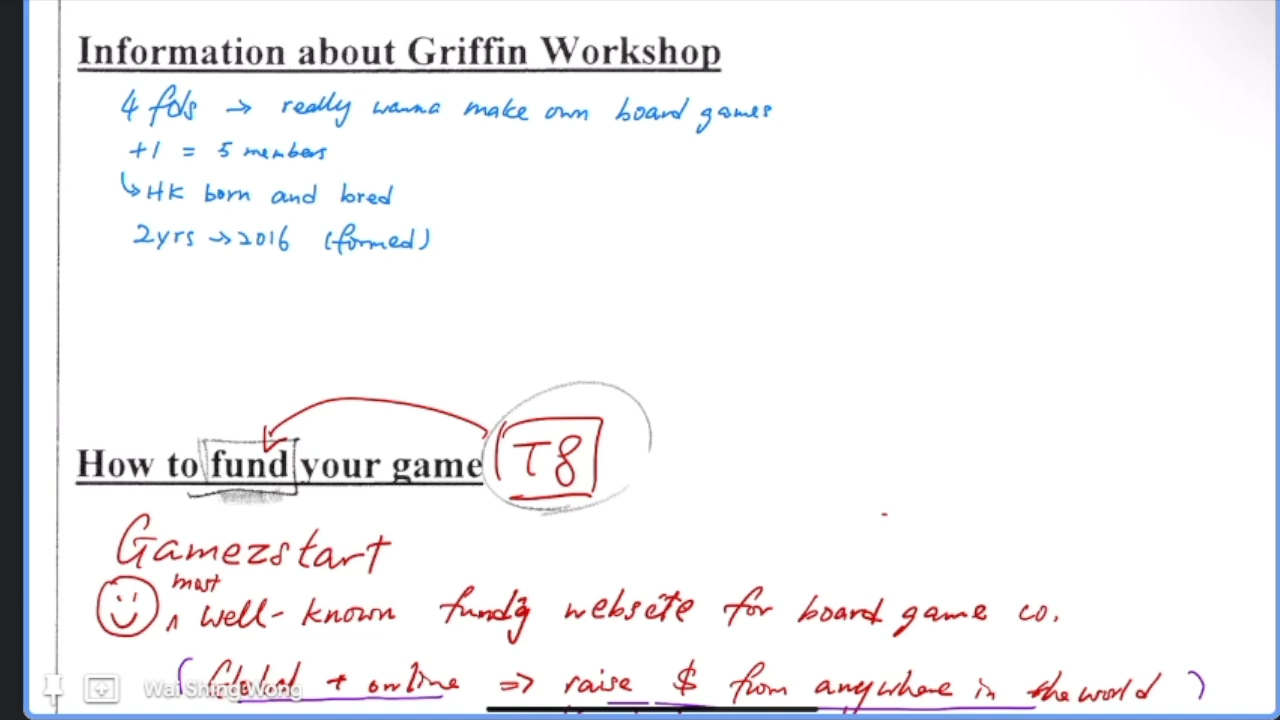 Information about Griffin Workshop
4 fds → really wanna make own board games
+1 = 5 members
↳ HK born and bred
2yrs → 2016 (formed)
How to fund your game T8
Gamezstart
most
☺ ^ well-known fund'g website for board game co.
(Global + online ⇒ raise $ from anywhere in the world)
Wai Shing Wong